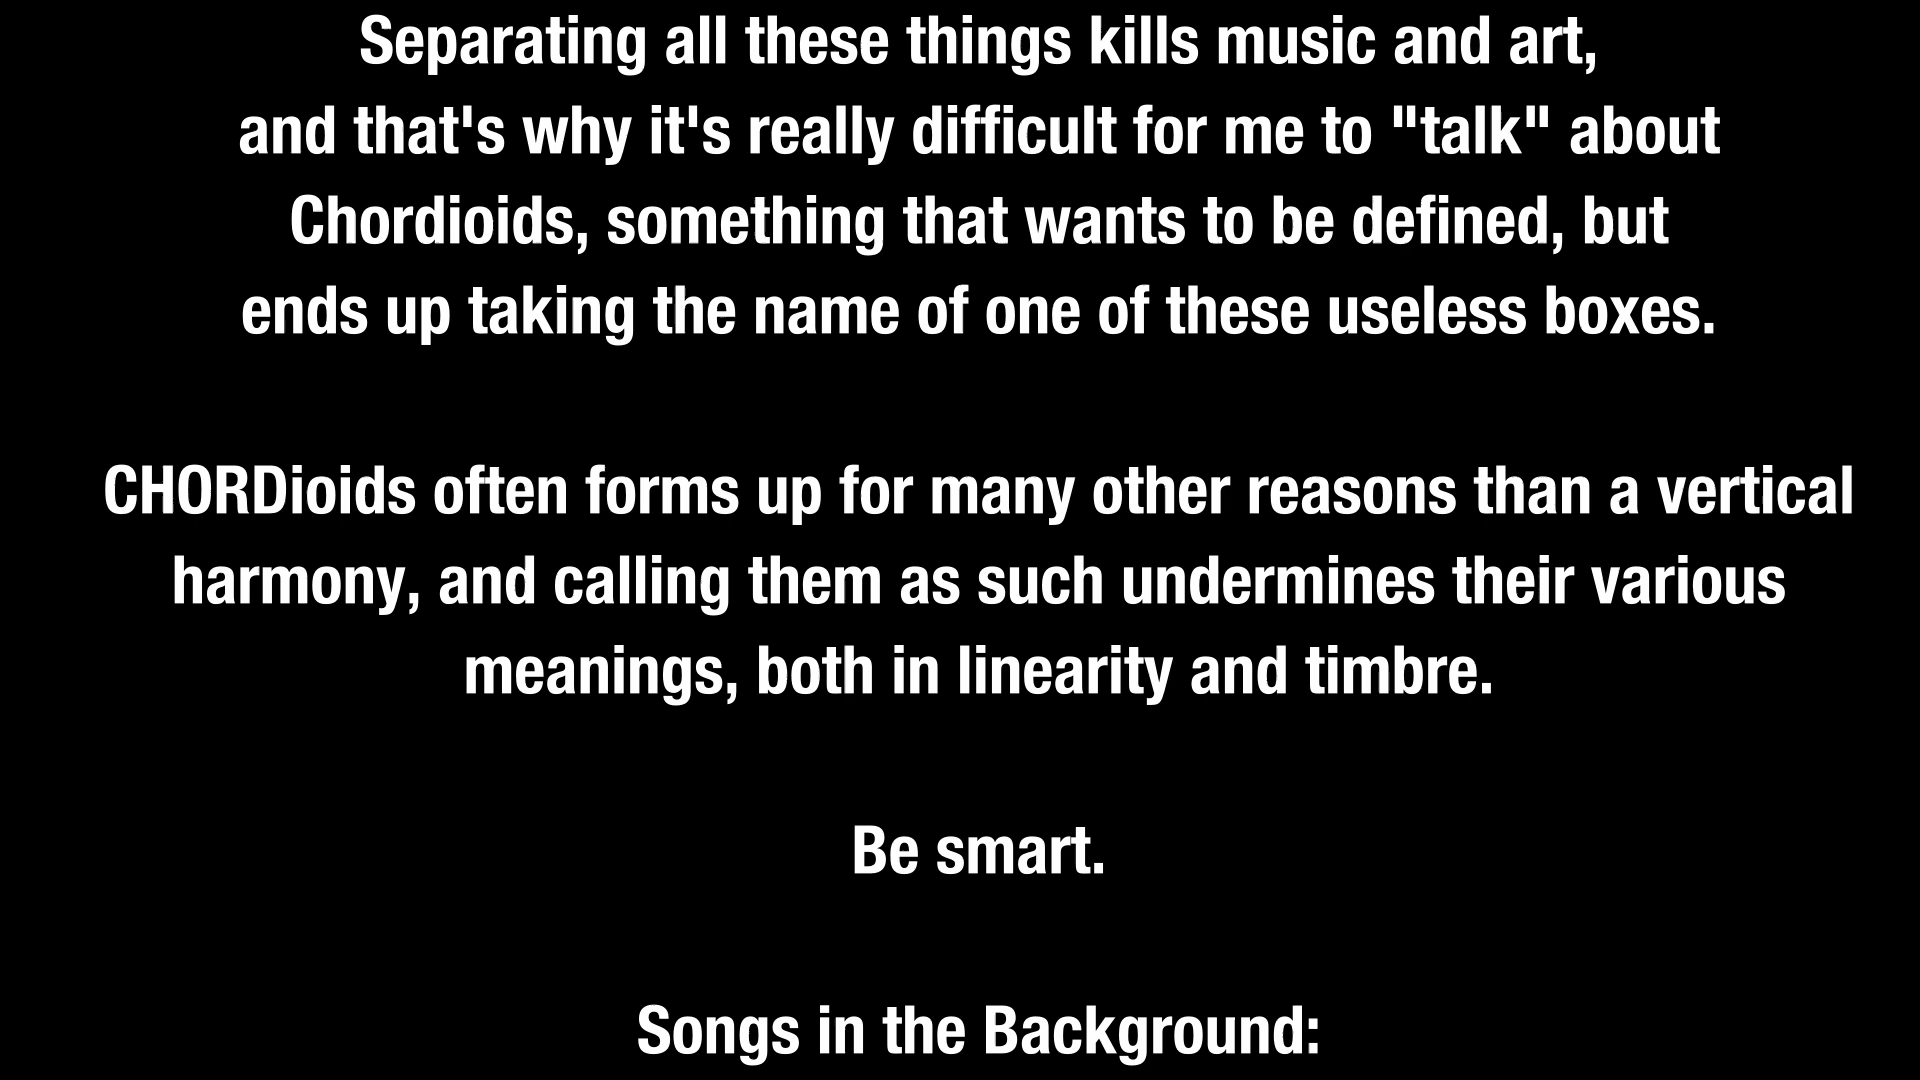 Separating all these things kills music and art,
and that's why it's really difficult for me to "talk" about
Chordioids, something that wants to be defined, but
ends up taking the name of one of these useless boxes.
CHORDioids often forms up for many other reasons than a vertical
harmony, and calling them as such undermines their various
meanings, both in linearity and timbre.
Be smart.
Songs in the Background: